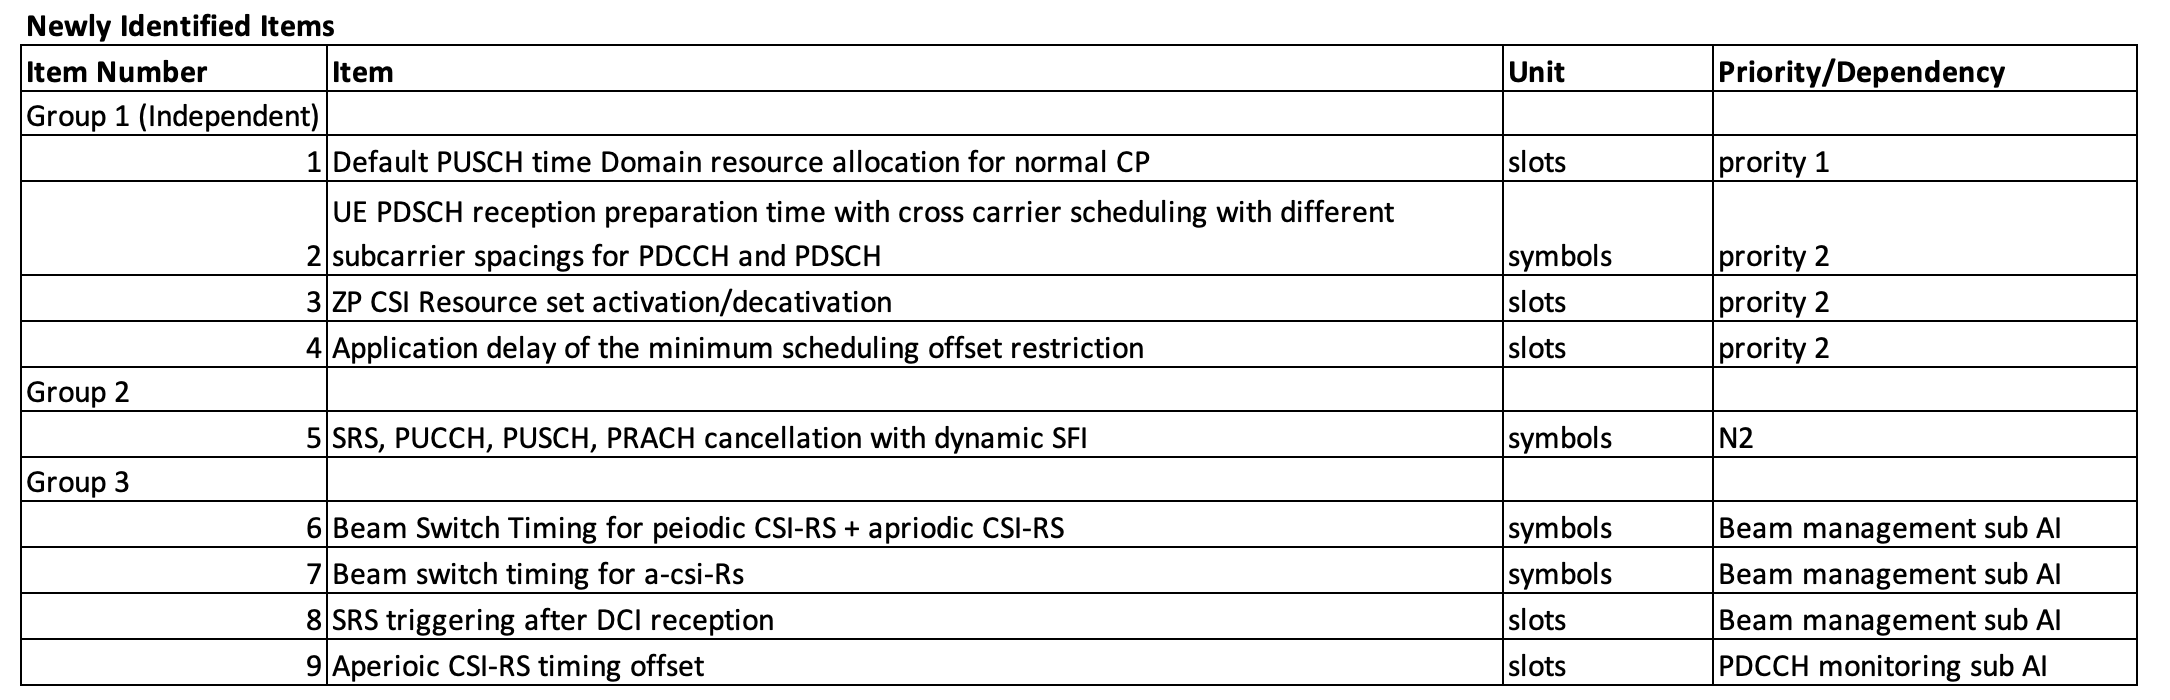 Newly Identified Items
Item Number Item Unit Priority/Dependency
Group 1 (Independent)
1 Default PUSCH time Domain resource allocation for normal CP slots prority 1
UE PDSCH reception preparation time with cross carrier scheduling with different
2 subcarrier spacings for PDCCH and PDSCH symbols prority 2
3 ZP CSI Resource set activation/decativation slots prority 2
4 Application delay of the minimum scheduling offset restriction slots prority 2
Group 2
5 SRS, PUCCH, PUSCH, PRACH cancellation with dynamic SFI symbols N2
Group 3
6 Beam Switch Timing for peiodic CSI-RS + apriodic CSI-RS symbols Beam management sub AI
7 Beam switch timing for a-csi-Rs symbols Beam management sub AI
8 SRS triggering after DCI reception slots Beam management sub AI
9 Aperioic CSI-RS timing offset slots PDCCH monitoring sub AI